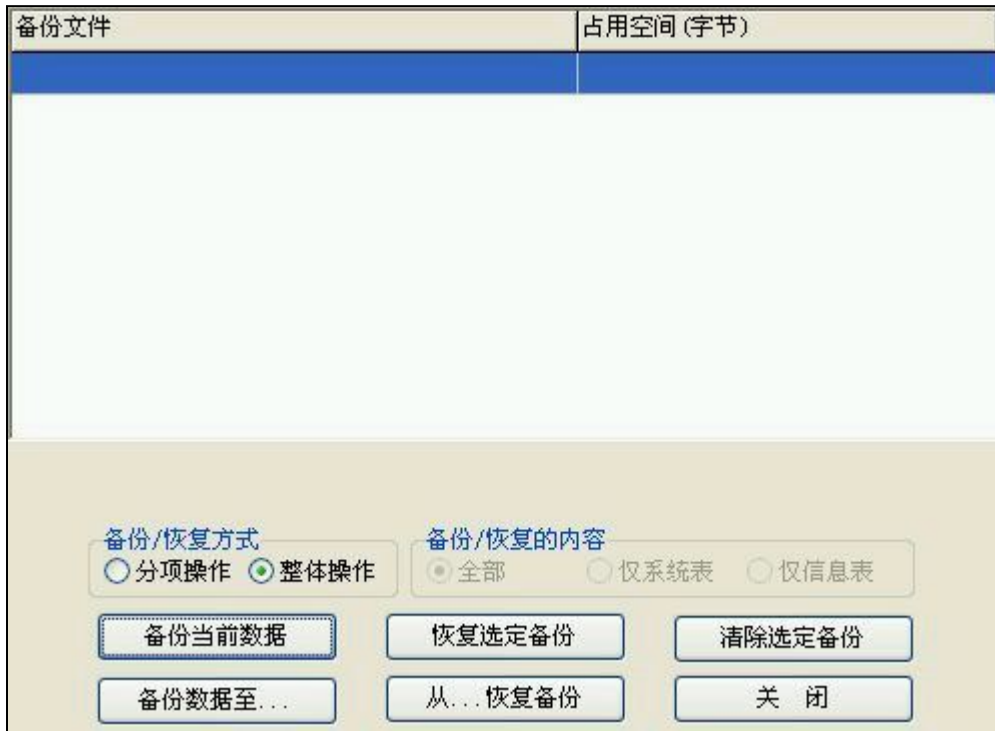 备份文件 占用空间(字节)
备份/恢复方式 备份/恢复的内容
分项操作 整体操作 全部 仅系统表 仅信息表
备份当前数据 恢复选定备份 清除选定备份
备份数据至... 从...恢复备份 关 闭